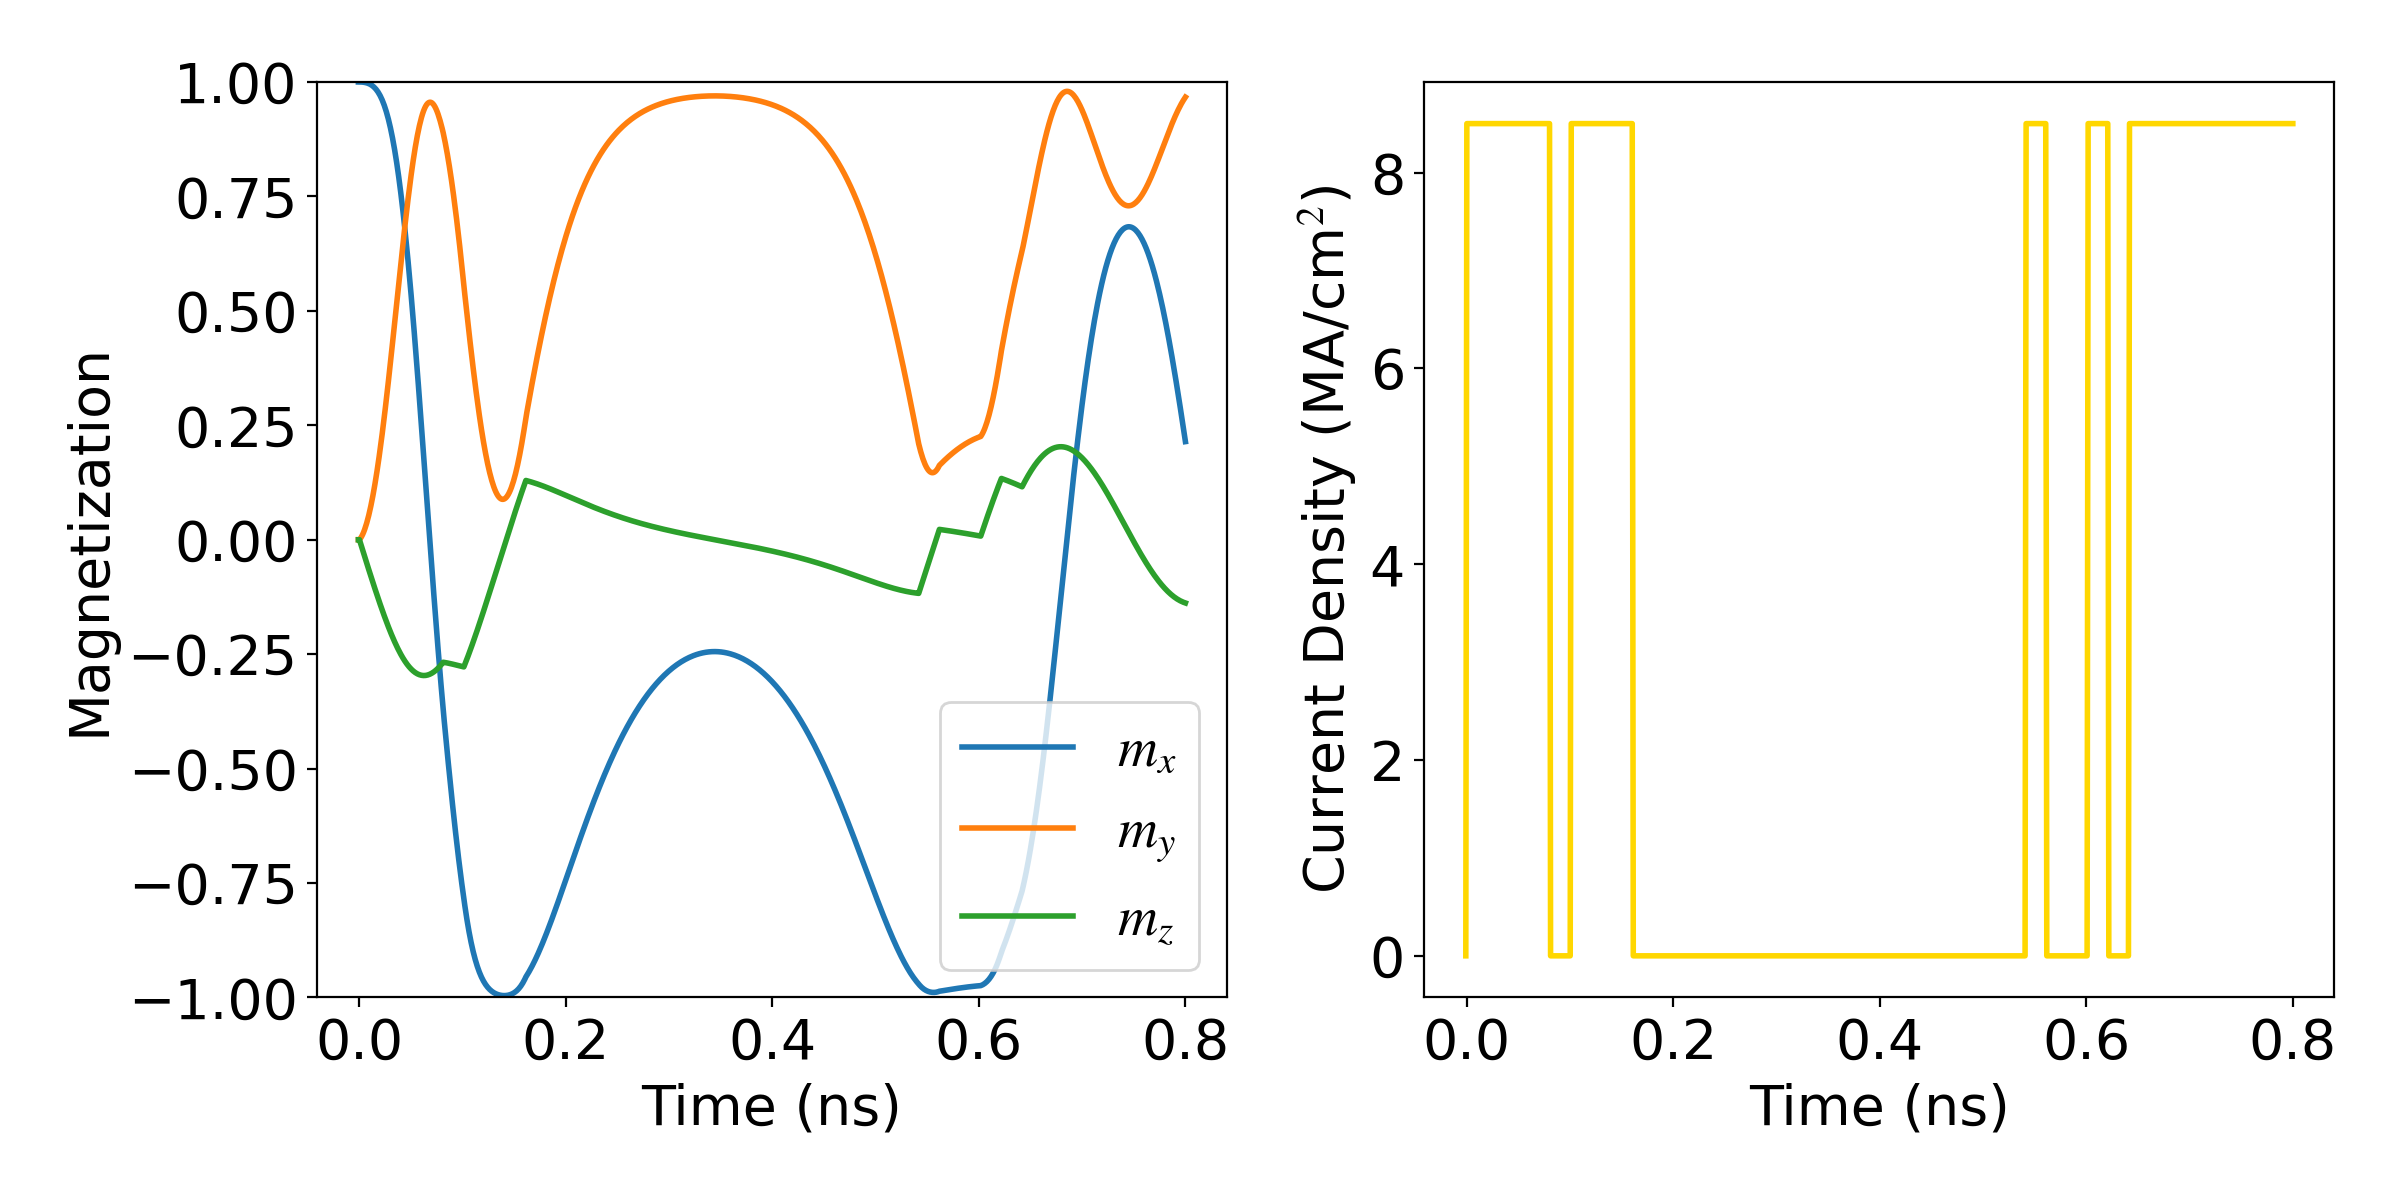 Magnetization
1.00
0.75
0.50
0.25
0.00
−0.25
−0.50
−0.75
−1.00
0.0 0.2 0.4 0.6 0.8
Time (ns)
m_x
m_y
m_z
Current Density (MA/cm²)
8
6
4
2
0
0.0 0.2 0.4 0.6 0.8
Time (ns)